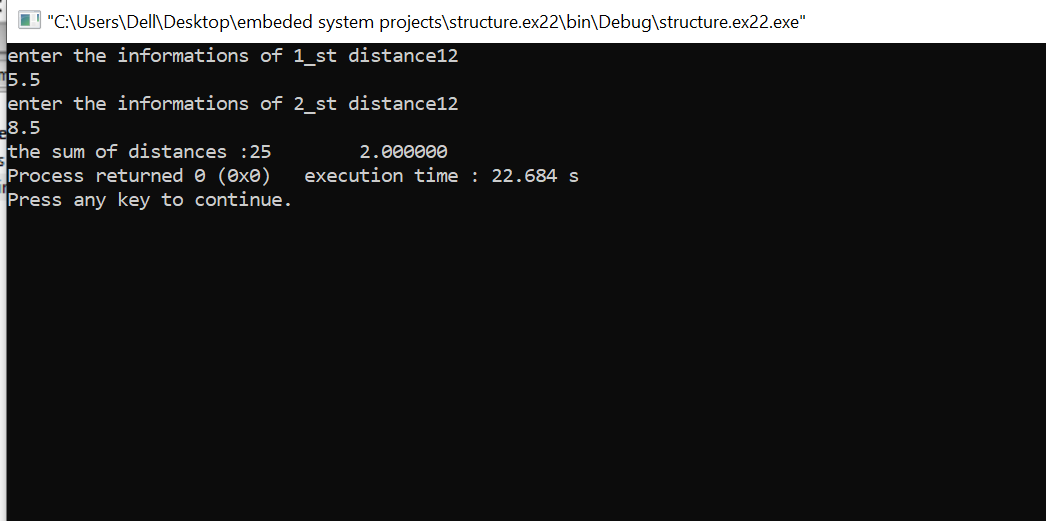 "C:\Users\Dell\Desktop\embeded system projects\structure.ex22\bin\Debug\structure.ex22.exe"
enter the informations of 1_st distance12
5.5
enter the informations of 2_st distance12
8.5
the sum of distances :25        2.000000
Process returned 0 (0x0)   execution time : 22.684 s
Press any key to continue.